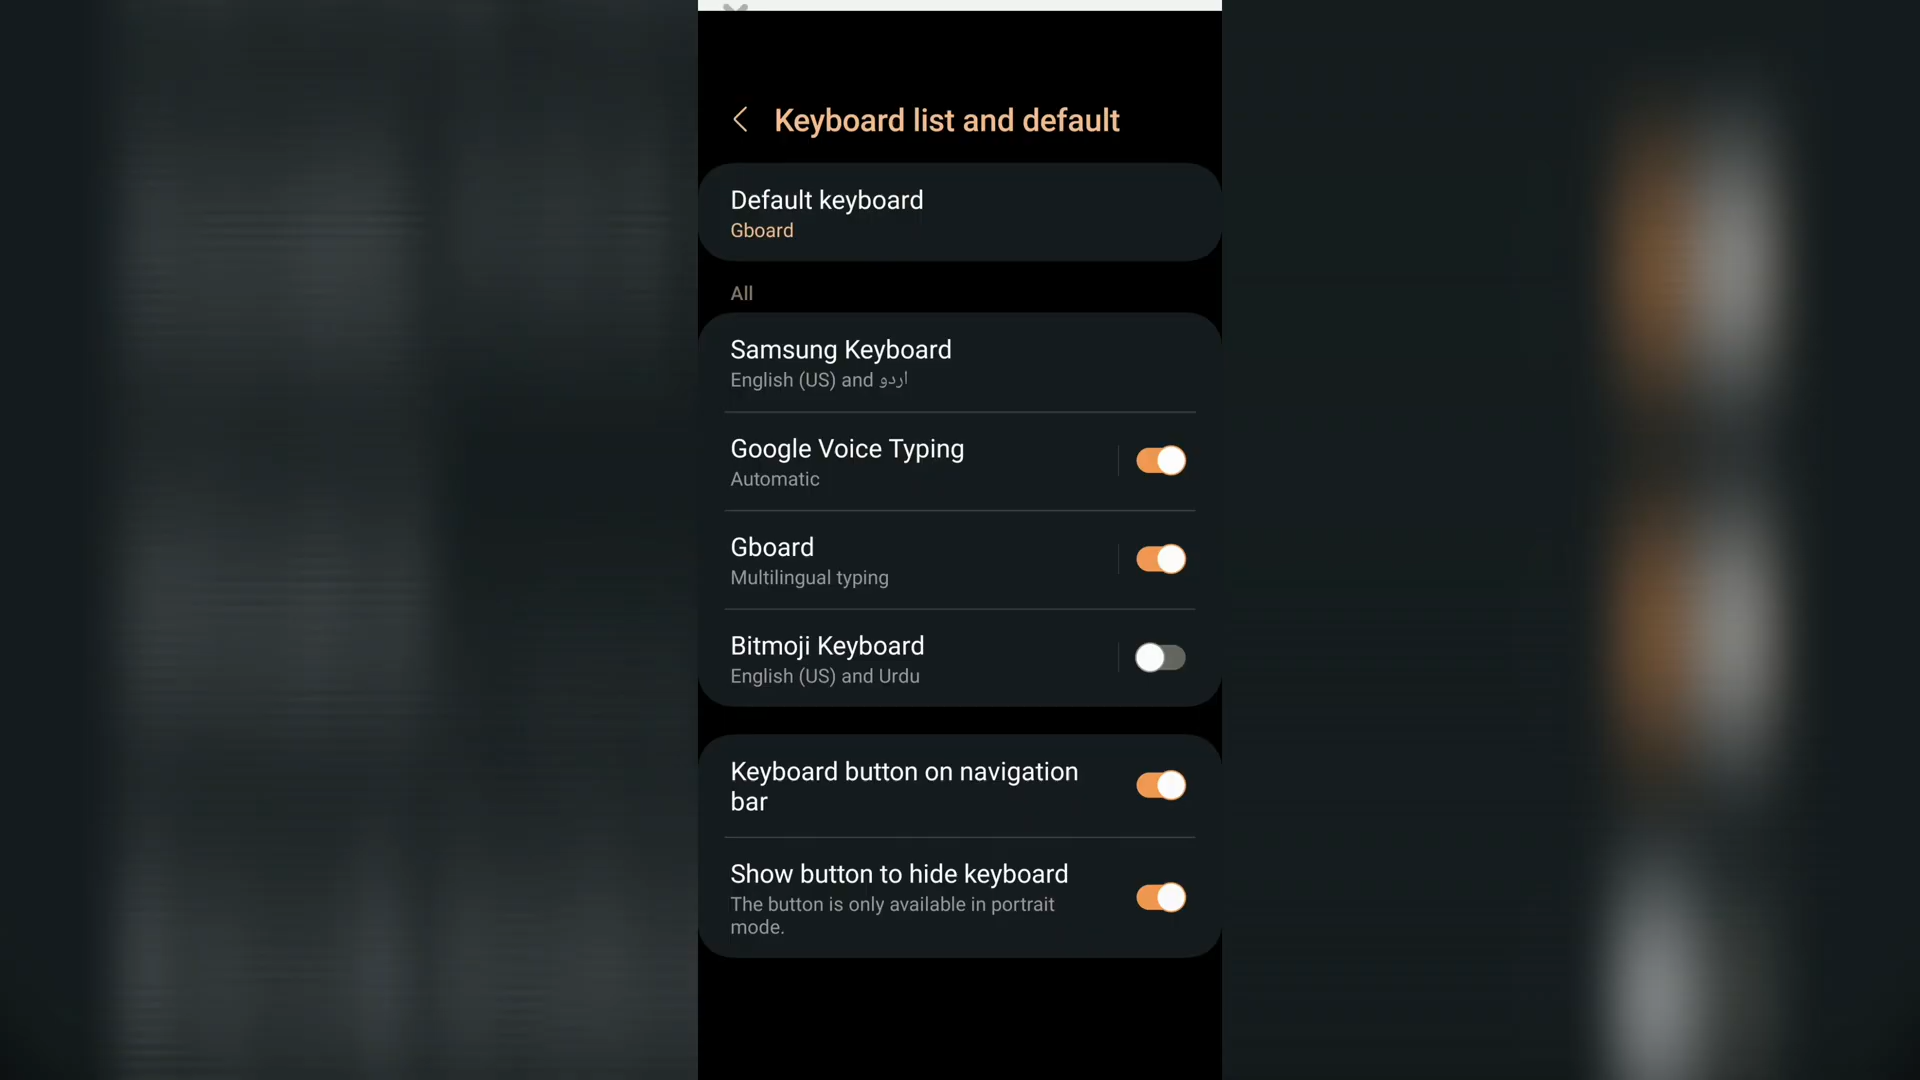 Keyboard list and default
Default keyboard
Gboard
All
Samsung Keyboard
English (US) and اردو
Google Voice Typing
Automatic
Gboard
Multilingual typing
Bitmoji Keyboard
English (US) and Urdu
Keyboard button on navigation
bar
Show button to hide keyboard
The button is only available in portrait
mode.